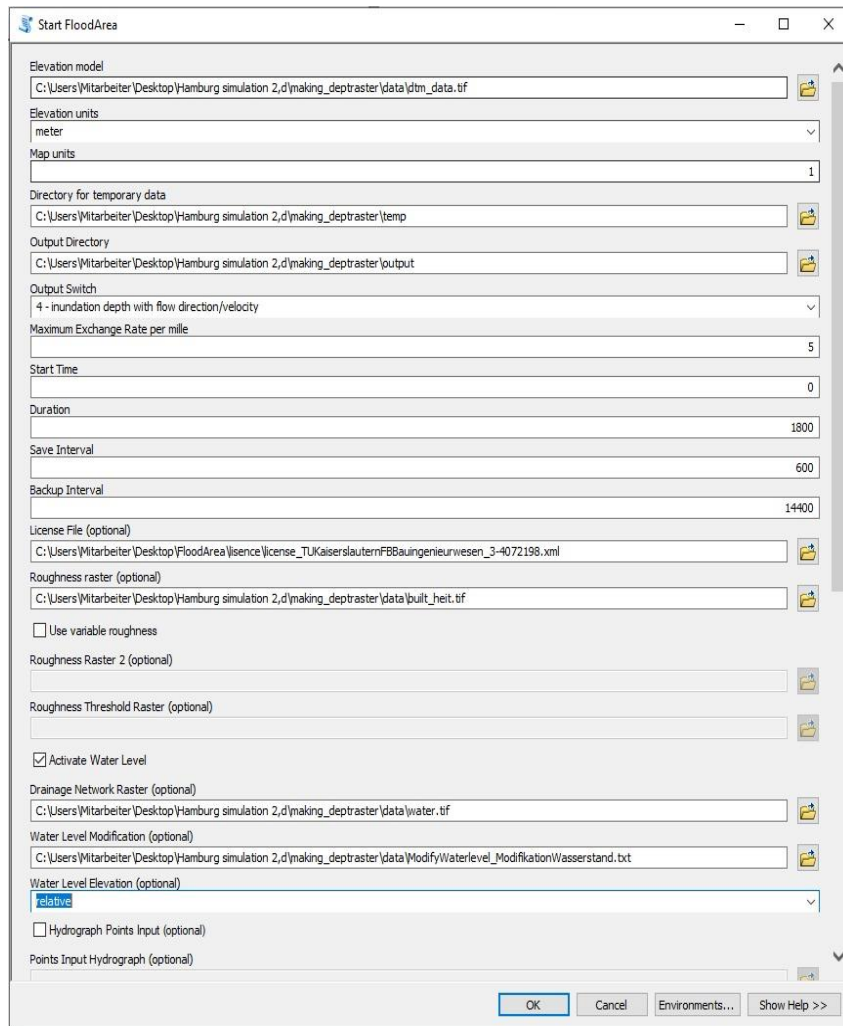 Start FloodArea
Elevation model
C:\Users\Mitarbeiter\Desktop\Hamburg simulation 2,d\making_deptraster\data\dtm_data.tif
Elevation units
meter
Map units
1
Directory for temporary data
C:\Users\Mitarbeiter\Desktop\Hamburg simulation 2,d\making_deptraster\temp
Output Directory
C:\Users\Mitarbeiter\Desktop\Hamburg simulation 2,d\making_deptraster\output
Output Switch
4 - inundation depth with flow direction/velocity
Maximum Exchange Rate per mille
5
Start Time
0
Duration
1800
Save Interval
600
Backup Interval
14400
License File (optional)
C:\Users\Mitarbeiter\Desktop\FloodArea\lisence\license_TUKaiserslauternFBBauingenieurwesen_3-4072198.xml
Roughness raster (optional)
C:\Users\Mitarbeiter\Desktop\Hamburg simulation 2,d\making_deptraster\data\built_heit.tif
Use variable roughness
Roughness Raster 2 (optional)
Roughness Threshold Raster (optional)
Activate Water Level
Drainage Network Raster (optional)
C:\Users\Mitarbeiter\Desktop\Hamburg simulation 2,d\making_deptraster\data\water.tif
Water Level Modification (optional)
C:\Users\Mitarbeiter\Desktop\Hamburg simulation 2,d\making_deptraster\data\ModifyWaterlevel_ModifikationWasserstand.txt
Water Level Elevation (optional)
relative
Hydrograph Points Input (optional)
Points Input Hydrograph (optional)
OK Cancel Environments... Show Help >>